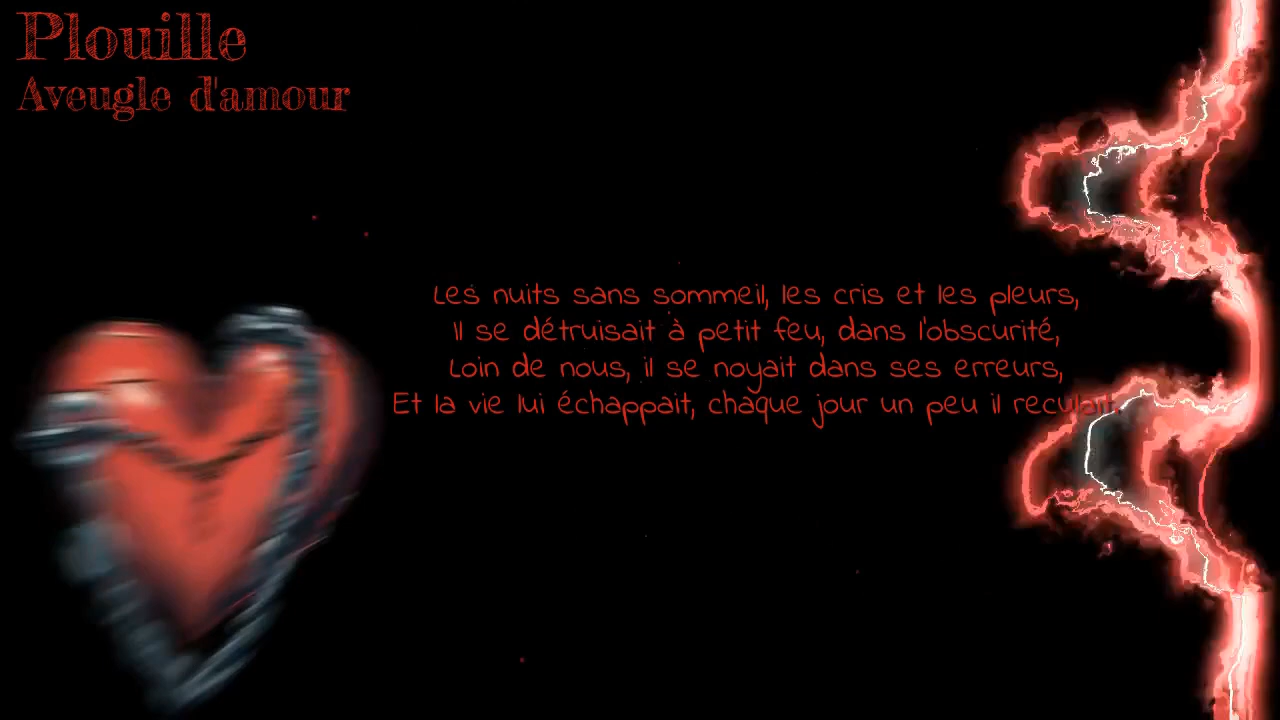 Plouille
Aveugle d'amour
Les nuits sans sommeil, les cris et les pleurs,
Il se détruisait à petit feu, dans l'obscurité,
Loin de nous, il se noyait dans ses erreurs,
Et la vie lui échappait, chaque jour un peu il reculait.